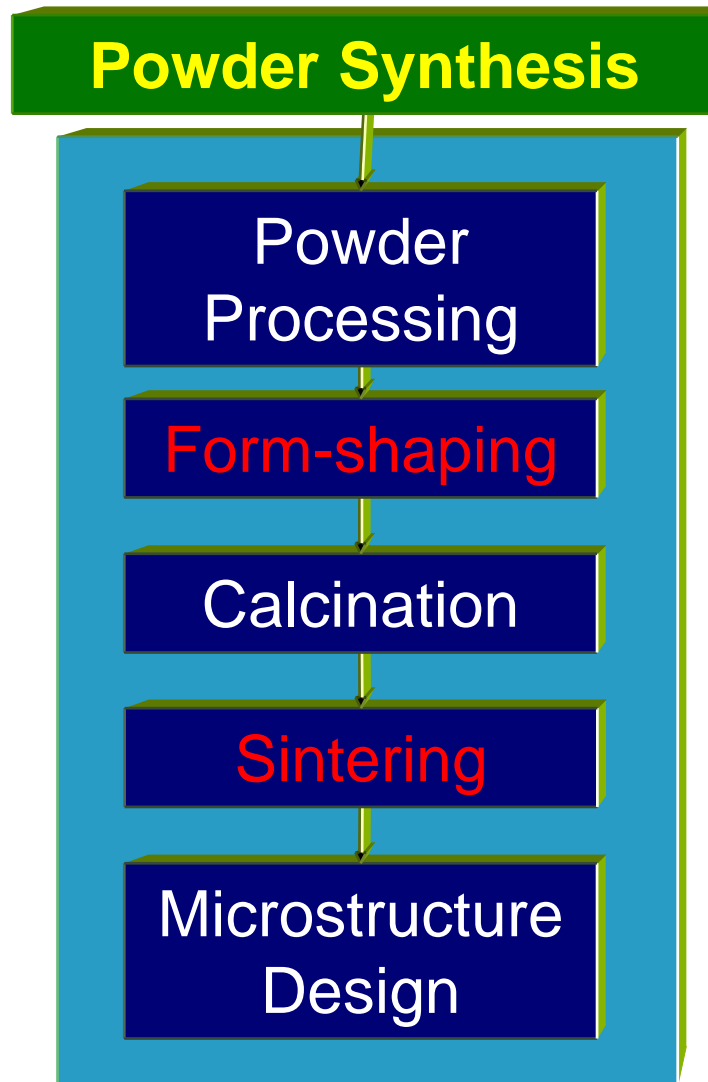 Powder Synthesis
Powder
Processing
Form-shaping
Calcination
Sintering
Microstructure
Design